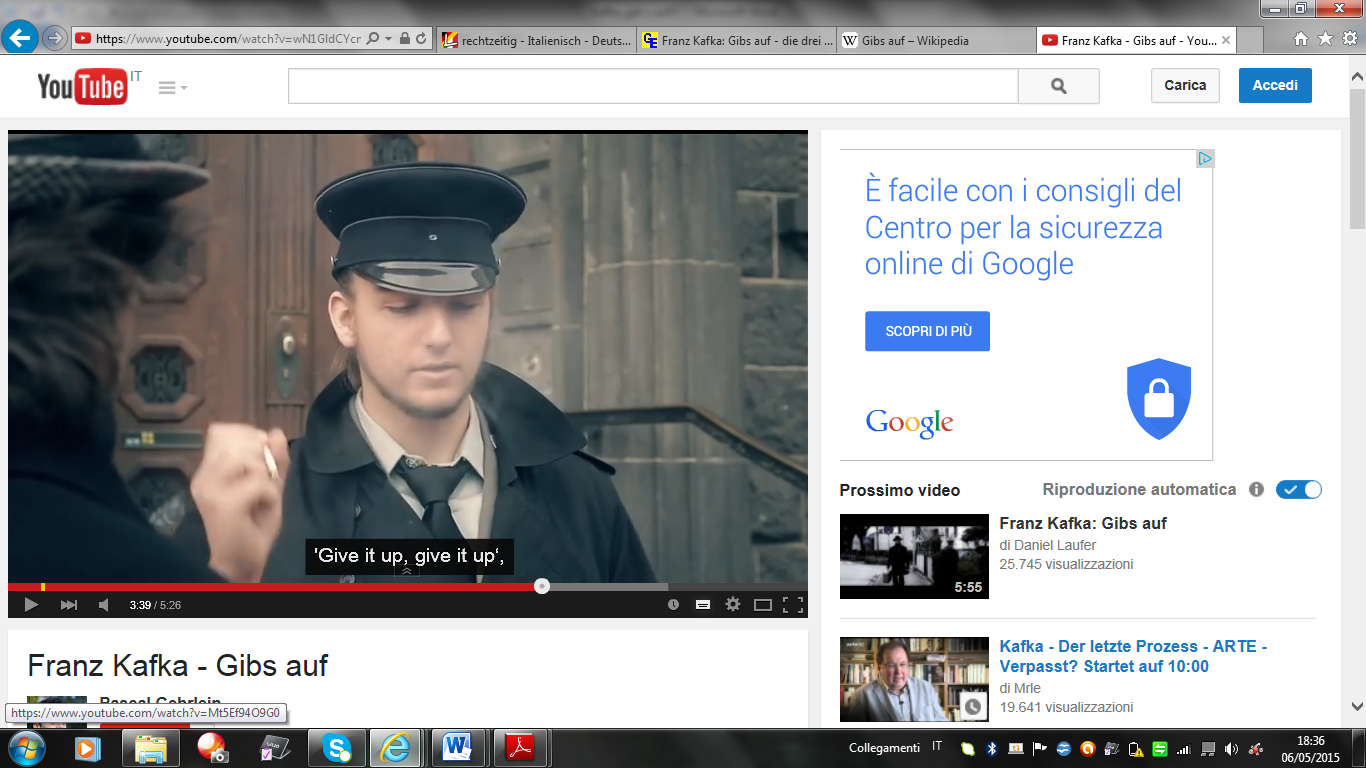 https://www.youtube.com/watch?v=wN1GIdCYcr
rechtzeitig - Italienisch - Deuts...
Franz Kafka: Gibs auf - die drei ...
Gibs auf – Wikipedia
Franz Kafka - Gibs auf - You...
YouTube IT
Carica
Accedi
È facile con i consigli del
Centro per la sicurezza
online di Google
SCOPRI DI PIÙ
Google
'Give it up, give it up‘,
3:39 / 5:26
Prossimo video
Riproduzione automatica
Franz Kafka: Gibs auf
di Daniel Laufer
25.745 visualizzazioni
5:55
Kafka - Der letzte Prozess - ARTE -
Verpasst? Startet auf 10:00
di Mrle
19.641 visualizzazioni
Franz Kafka - Gibs auf
https://www.youtube.com/watch?v=Mt5Ef94O9G0
Collegamenti
IT
18:36
06/05/2015